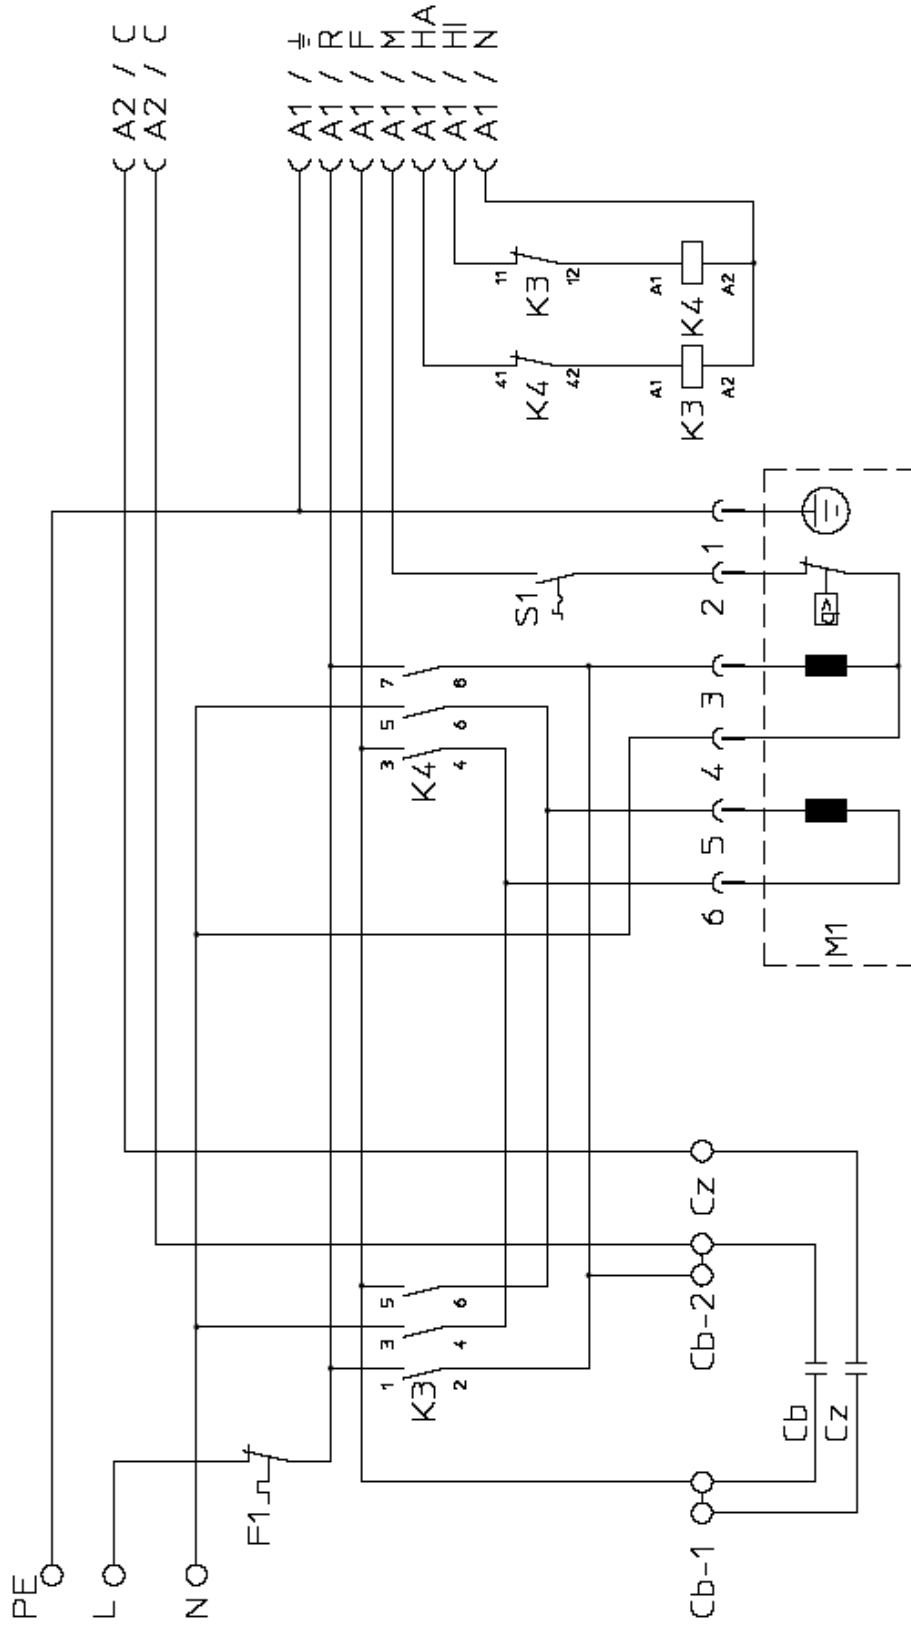 PE
L
A2 / C
A2 / C
N
F1
A1 / ⏚
A1 / R
A1 / F
1 3 5
3 5 7
A1 / M
K3
K4
A1 / HA
2 4 6
4 6 8
A1 / HI
A1 / N
41
11
S1
K4
K3
42
12
A1
A1
K3
K4
A2
A2
Cb-1
Cb-2
Cz
6 5 4 3 2 1
Cb
Cz
M1